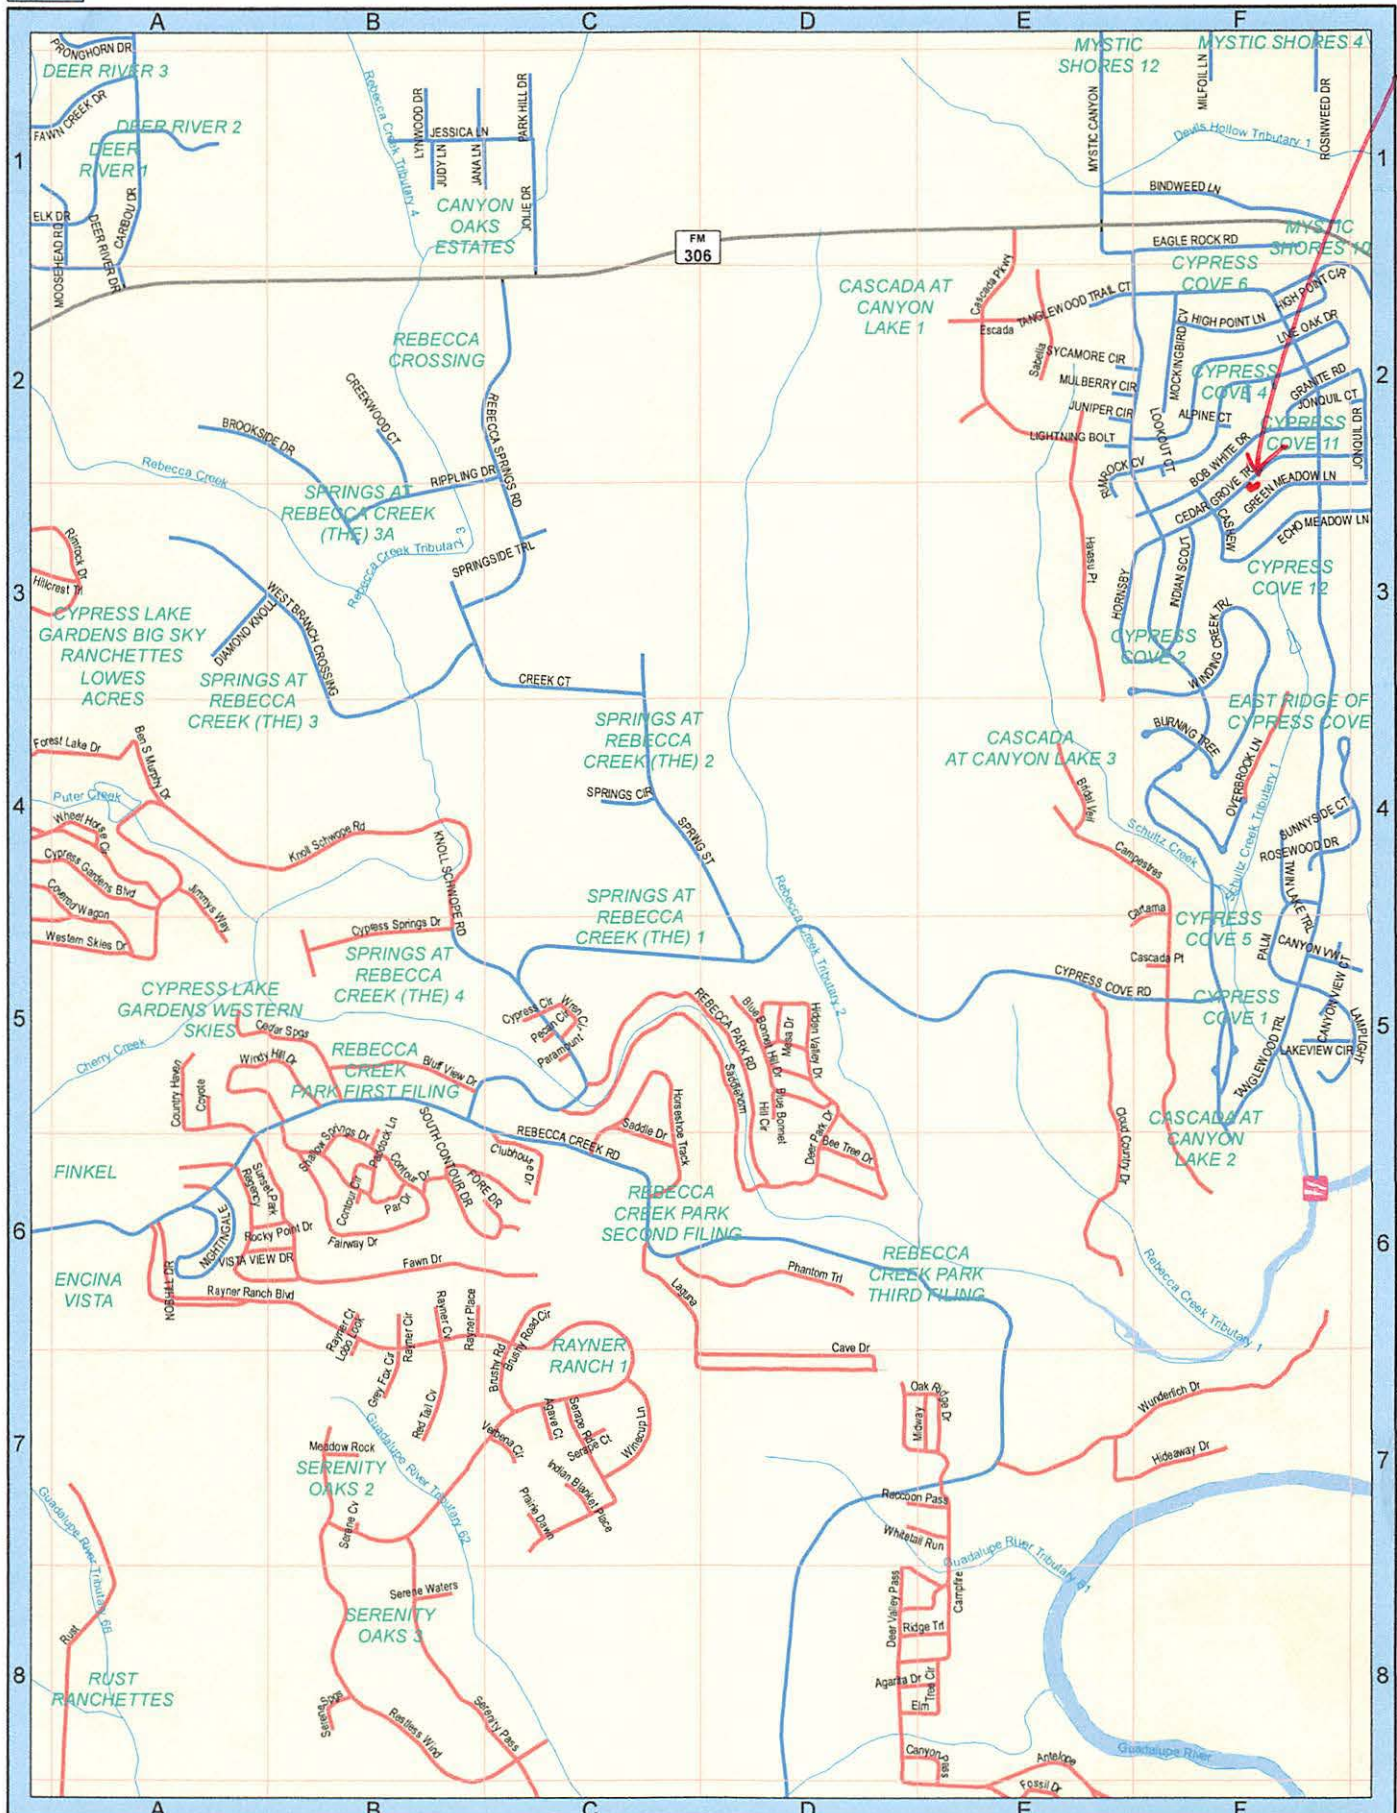 A B C D E F
PRONGHORN DR
DEER RIVER 3
FAWN CREEK DR
DEER RIVER 2
DEER
RIVER 1
1
ELK DR
MOOSEHEAD RD
DEER RIVER DR
CARIBOU DR
Rebecca Creek Tributary 4
LYNWOOD DR
JESSICA LN
PARK HILL DR
JUDY LN
JANA LN
JOLIE DR
CANYON
OAKS
ESTATES
FM
306
MYSTIC
SHORES 12
MYSTIC SHORES 4
MILFOIL LN
ROSINWEED DR
MYSTIC CANYON
Devils Hollow Tributary 1
1
BINDWEED LN
EAGLE ROCK RD
MYSTIC
SHORES 10
CYPRESS
COVE 6
CASCADA AT
CANYON
LAKE 1
Cascada Pkwy
Escada
TANGLEWOOD TRAIL CT
HIGH POINT CIR
HIGH POINT LN
LIVE OAK DR
MOCKINGBIRD CV
Sabella
SYCAMORE CIR
MULBERRY CIR
CYPRESS
COVE 4
GRANITE RD
JONQUIL CT
JUNIPER CIR
LOOKOUT CT
ALPINE CT
CYPRESS
COVE 11
JONQUIL DR
LIGHTNING BOLT
RIMROCK CV
BOB WHITE DR
CEDAR GROVE TRL
GREEN MEADOW LN
CASHEW
ECHO MEADOW LN
2
REBECCA
CROSSING
CREEKWOOD CT
BROOKSIDE DR
REBECCA SPRINGS RD
RIPPLING DR
Rebecca Creek
SPRINGS AT
REBECCA CREEK
(THE) 3A
Rebecca Creek Tributary 3
SPRINGSIDE TRL
2
Rimrock Dr
Hillcrest Trl
3
CYPRESS LAKE
GARDENS BIG SKY
RANCHETTES
LOWES
ACRES
DIAMOND KNOLL
WEST BRANCH CROSSING
SPRINGS AT
REBECCA
CREEK (THE) 3
CREEK CT
SPRINGS AT
REBECCA
CREEK (THE) 2
Havasu Pt
HORNSBY
INDIAN SCOUT
CYPRESS
COVE 12
3
CYPRESS
COVE 2
WINDING CREEK TRL
EAST RIDGE OF
CYPRESS COVE
BURNING TREE
OVERBROOK LN
CASCADA
AT CANYON LAKE 3
Bridal Veil
Forest Lake Dr
Ben S Murphy Dr
4
Puter Creek
Wheel Horse Cir
Cypress Gardens Blvd
Covered Wagon
Western Skies Dr
Jimmys Way
Knoll Schwope Rd
KNOLL SCHWOPE RD
SPRINGS CIR
SPRWG ST
Schultz Creek
Schultz Creek Tributary 1
SUNNYSIDE CT
ROSEWOOD DR
4
Campestres
Cartama
TWIN LAKE TRL
CYPRESS
COVE 5
PALM
CANYON VW
Cascada Pt
CYPRESS COVE RD
CYPRESS
COVE 1
CANYON VIEW CT
LAMPLIGHT
LAKEVIEW CIR
TANGLEWOOD TRL
5
SPRINGS AT
REBECCA
CREEK (THE) 1
Rebecca Creek Tributary 2
Cypress Springs Dr
SPRINGS AT
REBECCA
CREEK (THE) 4
CYPRESS LAKE
GARDENS WESTERN
SKIES
5
Cherry Creek
Cedar Spgs
Windy Hill Dr
Country Haven
Coyote
REBECCA
CREEK
PARK FIRST FILING
Bluff View Dr
Cypress Cir
Wren Cir
Pecan Cir
Paramount
REBECCA PARK RD
Blue Bonnet Hill Dr
Mesa Dr
Hidden Valley Dr
Saddlehorn
Hill Cir
Blue Bonnet
Deer Park Dr
Bee Tree Dr
Horseshoe Track
Saddle Dr
REBECCA CREEK RD
Clubhouse Dr
Shallow Springs Dr
Paddock Ln
SOUTH CONTOUR DR
Contour Dr
Contour Cir
Par Dr
FORE DR
Fairway Dr
FINKEL
Sunset Park
Regency
NIGHTINGALE
Rocky Point Dr
VISTA VIEW DR
Fawn Dr
6
ENCINA
VISTA
NOBHILL DR
Rayner Ranch Blvd
REBECCA
CREEK PARK
SECOND FILING
Laguna
Phantom Trl
REBECCA
CREEK PARK
THIRD FILING
Cloud Country Dr
CASCADA AT
CANYON
LAKE 2
6
Rebecca Creek Tributary 1
Cave Dr
Rayner Ct
Lobo Lock
Rayner Cir
Rayner Cv
Rayner Place
Brushy Rd
Brushy Road Cir
RAYNER
RANCH 1
Grey Fox Cir
Red Tail Cv
Agave Ct
Serape Rd
Serape Ct
Winecup Ln
Verbena Cir
Indian Blanket Place
Prairie Dawn
Oak Ridge Dr
Midway
Wunderlich Dr
Hideaway Dr
7
Meadow Rock
SERENITY
OAKS 2
Serene Cv
Guadalupe River Tributary 62
Guadalupe River Tributary 66
7
Raccoon Pass
Whitetail Run
Guadalupe River Tributary 61
Deer Valley Pass
Campfire
Ridge Trl
Serene Waters
SERENITY
OAKS 3
Rust
8
RUST
RANCHETTES
Serenity Pass
Restless Wind
Agarita Dr
Tree Cir
Elm
Canyon
Pass
Antelope
Fossil Dr
Guadalupe River
8
A B C D E F